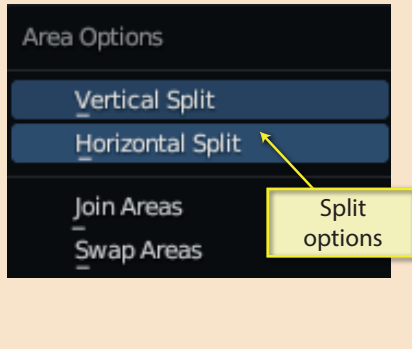 Area Options
Vertical Split
Horizontal Split
Join Areas
Swap Areas
Split
options